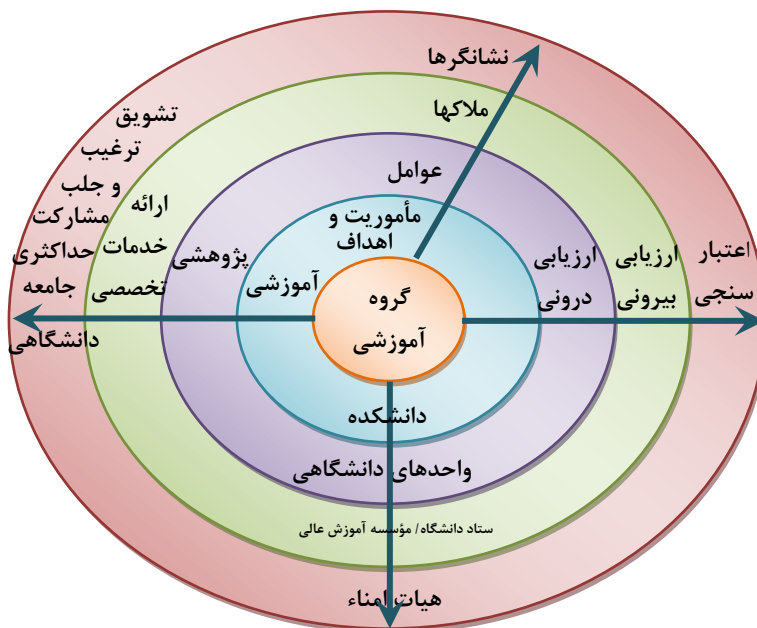 نشانگرها
ملاکها
عوامل
مأموریت و
اهداف
گروه
آموزشی
ارزیابی
درونی
ارزیابی
بیرونی
اعتبار
سنجی
آموزشی
پژوهشی
ارائه
خدمات
تخصصی
تشویق
ترغیب
و جلب
مشارکت
حداکثری
جامعه
دانشگاهی
دانشکده
واحدهای دانشگاهی
ستاد دانشگاه/ مؤسسه آموزش عالی
هیات امناء